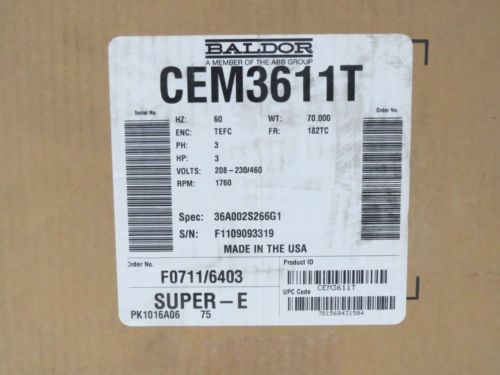 BALDOR
A MEMBER OF THE ABB GROUP
CEM3611T
Serial No.
Order No.
HZ: 60 WT: 70.000
ENC: TEFC FR: 182TC
PH: 3
HP: 3
VOLTS: 208-230/460
RPM: 1760
Spec: 36A002S266G1
S/N: F1109093319
MADE IN THE USA
Order No.
F0711/6403
Product ID
CEM3611T
SUPER-E
UPC Code
PK1016A06 75
781568431504